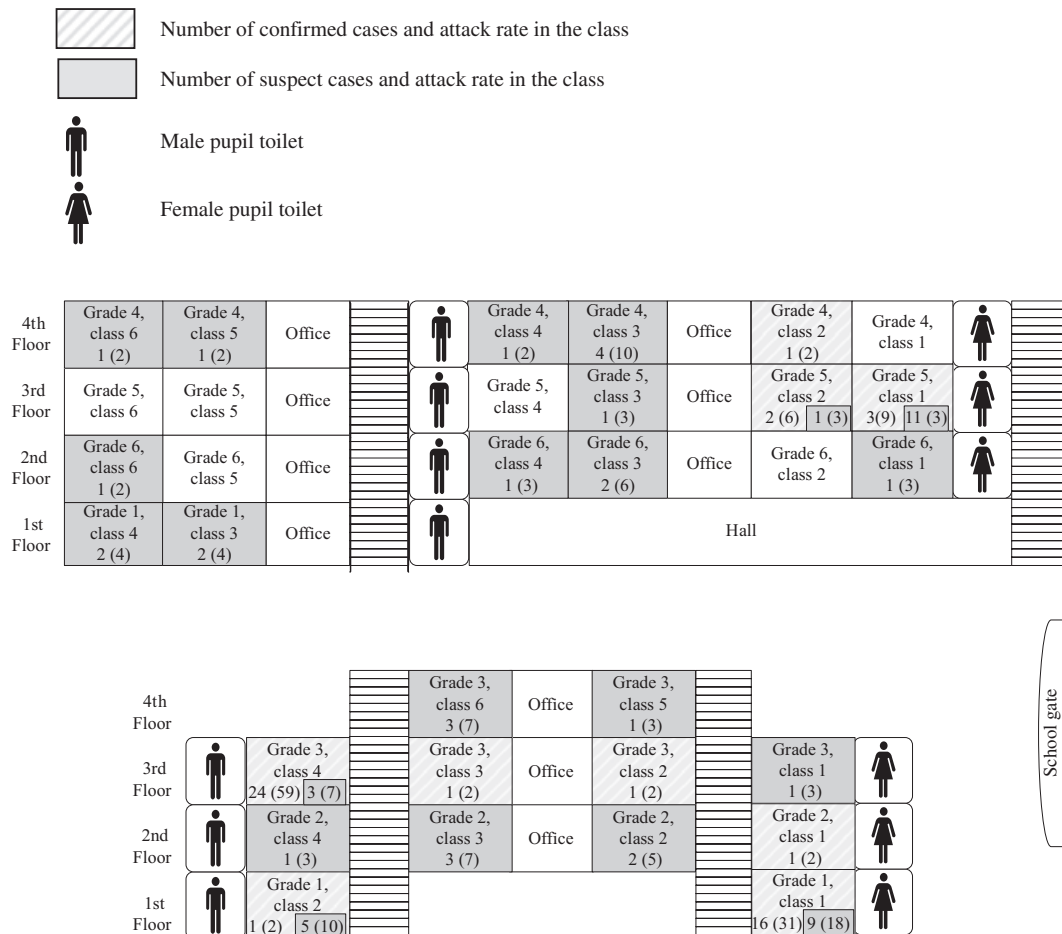 Number of confirmed cases and attack rate in the class
Number of suspect cases and attack rate in the class
Male pupil toilet
Female pupil toilet
4th
Floor
Grade 4,
class 6
1 (2)
Grade 4,
class 5
1 (2)
Office
Grade 4,
class 4
1 (2)
Grade 4,
class 3
4 (10)
Office
Grade 4,
class 2
1 (2)
Grade 4,
class 1
3rd
Floor
Grade 5,
class 6
Grade 5,
class 5
Office
Grade 5,
class 4
Grade 5,
class 3
1 (3)
Office
Grade 5,
class 2
2 (6) 1 (3)
Grade 5,
class 1
3(9) 11 (3)
2nd
Floor
Grade 6,
class 6
1 (2)
Grade 6,
class 5
Office
Grade 6,
class 4
1 (3)
Grade 6,
class 3
2 (6)
Office
Grade 6,
class 2
Grade 6,
class 1
1 (3)
1st
Floor
Grade 1,
class 4
2 (4)
Grade 1,
class 3
2 (4)
Office
Hall
4th
Floor
Grade 3,
class 6
3 (7)
Office
Grade 3,
class 5
1 (3)
3rd
Floor
Grade 3,
class 4
24 (59) 3 (7)
Grade 3,
class 3
1 (2)
Office
Grade 3,
class 2
1 (2)
Grade 3,
class 1
1 (3)
2nd
Floor
Grade 2,
class 4
1 (3)
Grade 2,
class 3
3 (7)
Office
Grade 2,
class 2
2 (5)
Grade 2,
class 1
1 (2)
1st
Floor
Grade 1,
class 2
1 (2) 5 (10)
Grade 1,
class 1
16 (31) 9 (18)
School gate